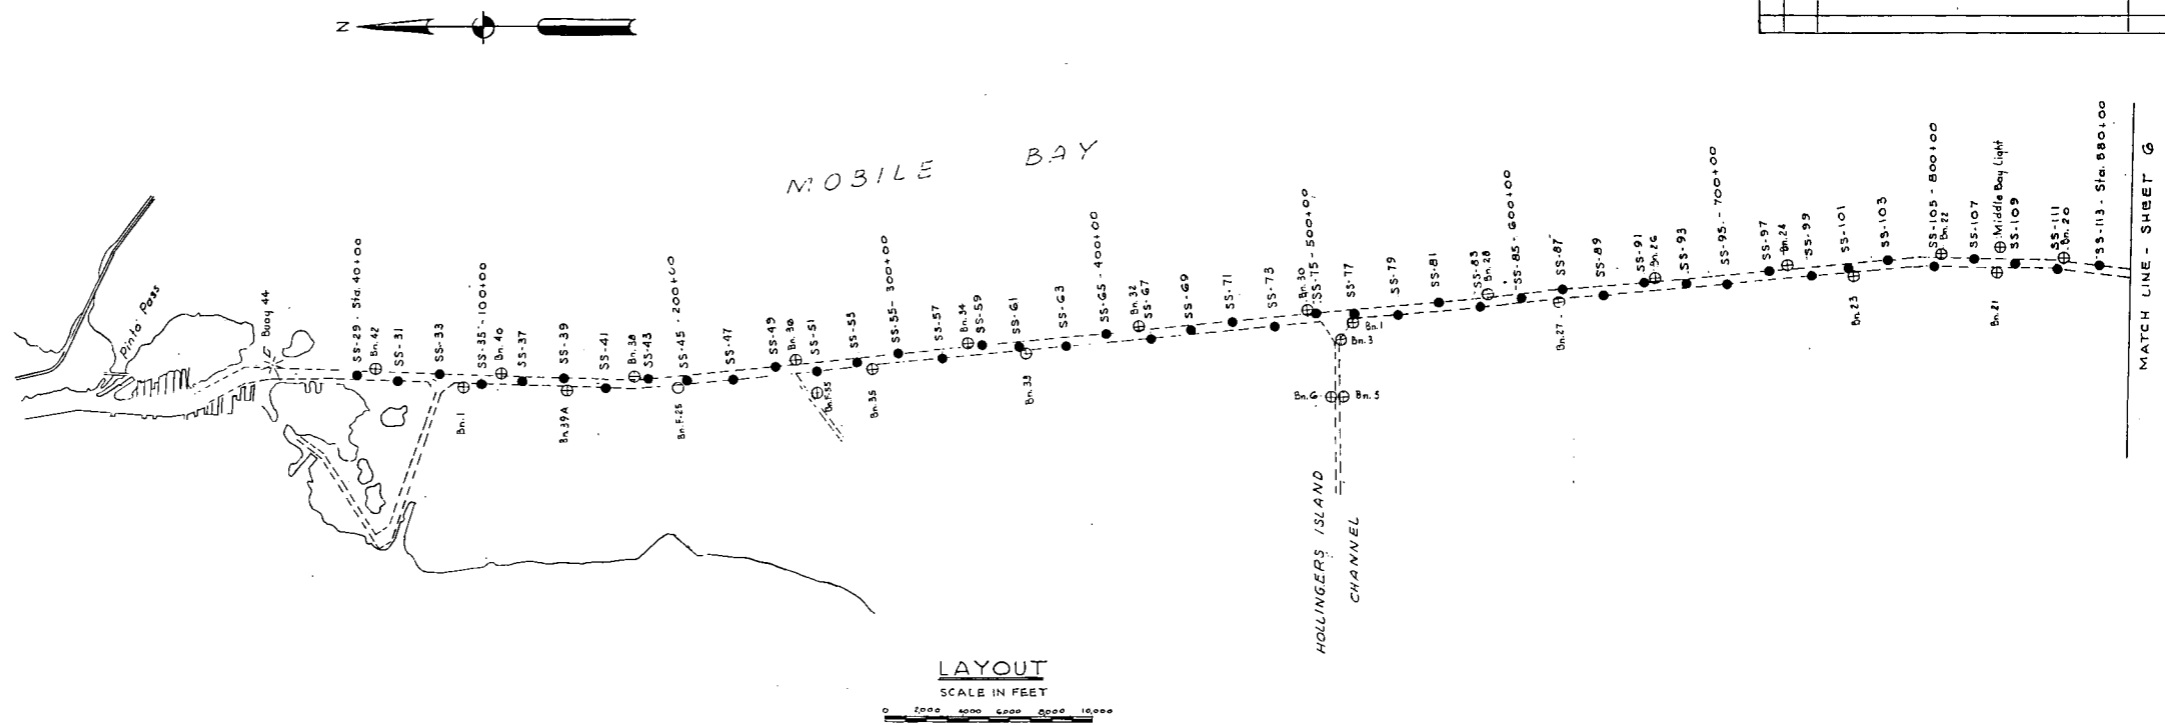 N
MOBILE BAY
Pinto Pass
Buoy 44
SS-29 - Sta. 40+00
Bn. 42
SS-31
SS-33
Bn. 1
SS-35 - 100+00
Bn. 40
SS-37
SS-39
Bn. 39A
SS-41
Bn. 38
SS-43
Bn. F-25
SS-45 - 200+00
SS-47
SS-49
Bn. 36
SS-51
SS-53
Bn. 35
SS-55 - 300+00
SS-57
Bn. 34
SS-59
SS-61
Bn. 33
SS-63
SS-65 - 400+00
Bn. 32
SS-67
SS-69
SS-71
SS-73
Bn. 30
SS-75 - 500+00
SS-77
Bn. 1
Bn. 3
Bn. 6
Bn. 5
SS-79
SS-81
SS-83
Bn. 28
SS-85 - 600+00
SS-87
Bn. 27
SS-89
SS-91
Bn. 26
SS-93
SS-95 - 700+00
SS-97
Bn. 24
SS-99
SS-101
Bn. 23
SS-103
SS-105 - 800+00
Bn. 22
SS-107
Middle Bay Light
Bn. 21
SS-109
SS-111
Bn. 20
SS-113 - Sta. 880+00
MATCH LINE - SHEET 6
HOLLINGERS ISLAND
CHANNEL
LAYOUT
SCALE IN FEET
0 2,000 4000 6,000 8,000 10,000